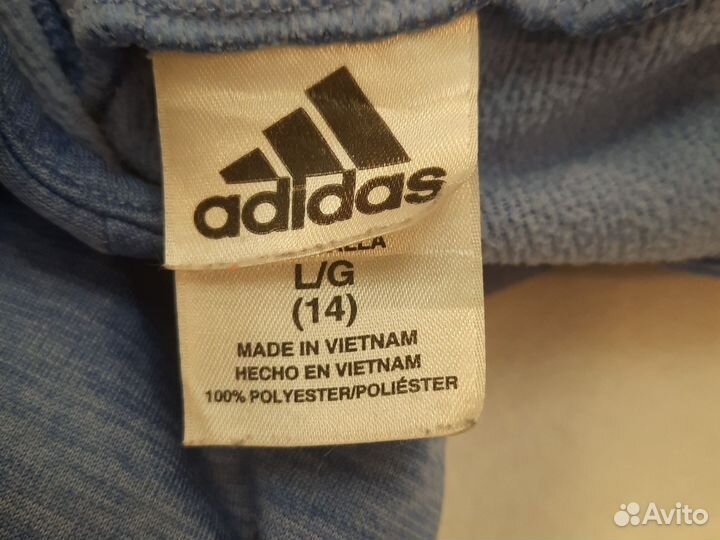 adidas
L/G
(14)
MADE IN VIETNAM
HECHO EN VIETNAM
100% POLYESTER/POLIÉSTER
Avito